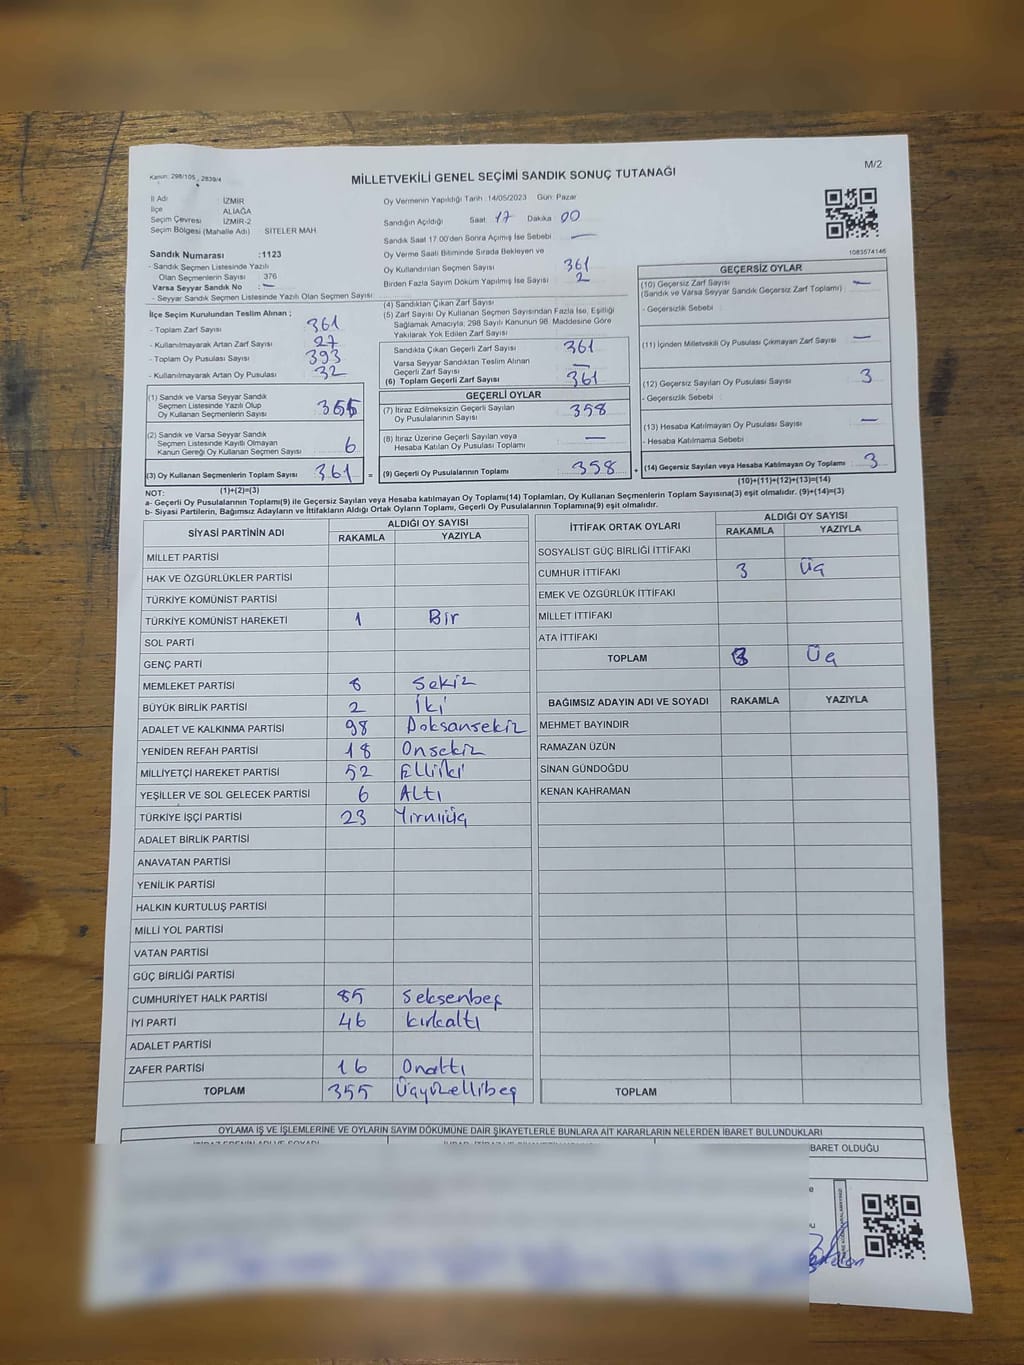 Kanun: 298/105, 2839/4
MİLLETVEKİLİ GENEL SEÇİMİ SANDIK SONUÇ TUTANAĞI
M/2
İl Adı İZMİR
İlçe ALİAĞA
Seçim Çevresi İZMİR-2
Seçim Bölgesi (Mahalle Adı) SİTELER MAH
Sandık Numarası :1123
- Sandık Seçmen Listesinde Yazılı
Olan Seçmenlerin Sayısı 376
Varsa Seyyar Sandık No : —
- Seyyar Sandık Seçmen Listesinde Yazılı Olan Seçmen Sayısı
İlçe Seçim Kurulundan Teslim Alınan ;
- Toplam Zarf Sayısı 361
- Kullanılmayarak Artan Zarf Sayısı 27
- Toplam Oy Pusulası Sayısı 393
- Kullanılmayarak Artan Oy Pusulası 32
(1) Sandık ve Varsa Seyyar Sandık
Seçmen Listesinde Yazılı Olup
Oy Kullanan Seçmenlerin Sayısı 355
(2) Sandık ve Varsa Seyyar Sandık
Seçmen Listesinde Kayıtlı Olmayan
Kanun Gereği Oy Kullanan Seçmen Sayısı 6
(3) Oy Kullanan Seçmenlerin Toplam Sayısı 361 =
(1)+(2)=(3)
Oy Vermenin Yapıldığı Tarih : 14/05/2023 Gün: Pazar
Sandığın Açıldığı Saat 17 Dakika 00
Sandık Saat 17.00'den Sonra Açımış İse Sebebi —
Oy Verme Saati Bitiminde Sırada Bekleyen ve
Oy Kullandırılan Seçmen Sayısı 361
Birden Fazla Sayım Döküm Yapılmış İse Sayısı 2
(4) Sandıktan Çıkan Zarf Sayısı
(5) Zarf Sayısı Oy Kullanan Seçmen Sayısından Fazla İse, Eşitliği
Sağlamak Amacıyla, 298 Sayılı Kanunun 98. Maddesine Göre
Yakılarak Yok Edilen Zarf Sayısı
Sandıkta Çıkan Geçerli Zarf Sayısı 361
Varsa Seyyar Sandıktan Teslim Alınan
Geçerli Zarf Sayısı —
(6) Toplam Geçerli Zarf Sayısı 361
GEÇERLİ OYLAR
(7) İtiraz Edilmeksizin Geçerli Sayılan
Oy Pusulalarının Sayısı 358
(8) İtiraz Üzerine Geçerli Sayılan veya
Hesaba Katılan Oy Pusulası Toplamı —
(9) Geçerli Oy Pusulalarının Toplamı 358 +
1083574146
GEÇERSİZ OYLAR
(10) Geçersiz Zarf Sayısı —
(Sandık ve Varsa Seyyar Sandık Geçersiz Zarf Toplamı)
- Geçersizlik Sebebi
(11) İçinden Milletvekili Oy Pusulası Çıkmayan Zarf Sayısı —
(12) Geçersiz Sayılan Oy Pusulası Sayısı 3
- Geçersizlik Sebebi
(13) Hesaba Katılmayan Oy Pusulası Sayısı —
- Hesaba Katılmama Sebebi
(14) Geçersiz Sayılan veya Hesaba Katılmayan Oy Toplamı 3
(10)+(11)+(12)+(13)=(14)
NOT:
a- Geçerli Oy Pusulalarının Toplamı(9) ile Geçersiz Sayılan veya Hesaba katılmayan Oy Toplamı(14) Toplamları, Oy Kullanan Seçmenlerin Toplam Sayısına(3) eşit olmalıdır. (9)+(14)=(3)
b- Siyasi Partilerin, Bağımsız Adayların ve İttifakların Aldığı Ortak Oyların Toplamı, Geçerli Oy Pusulalarının Toplamına(9) eşit olmalıdır.
SİYASİ PARTİNİN ADI ALDIĞI OY SAYISI
RAKAMLA YAZIYLA
MİLLET PARTİSİ
HAK VE ÖZGÜRLÜKLER PARTİSİ
TÜRKİYE KOMÜNİST PARTİSİ
TÜRKİYE KOMÜNİST HAREKETİ 1 Bir
SOL PARTİ
GENÇ PARTİ
MEMLEKET PARTİSİ 8 Sekiz
BÜYÜK BİRLİK PARTİSİ 2 İki
ADALET VE KALKINMA PARTİSİ 98 Doksansekiz
YENİDEN REFAH PARTİSİ 18 Onsekiz
MİLLİYETÇİ HAREKET PARTİSİ 52 Elliiki
YEŞİLLER VE SOL GELECEK PARTİSİ 6 Altı
TÜRKİYE İŞÇİ PARTİSİ 23 Yirmiüç
ADALET BİRLİK PARTİSİ
ANAVATAN PARTİSİ
YENİLİK PARTİSİ
HALKIN KURTULUŞ PARTİSİ
MİLLİ YOL PARTİSİ
VATAN PARTİSİ
GÜÇ BİRLİĞİ PARTİSİ
CUMHURİYET HALK PARTİSİ 85 Seksenbeş
İYİ PARTİ 46 kırkaltı
ADALET PARTİSİ
ZAFER PARTİSİ 16 Onaltı
TOPLAM 355 Üçyüzellibeş
İTTİFAK ORTAK OYLARI ALDIĞI OY SAYISI
RAKAMLA YAZIYLA
SOSYALİST GÜÇ BİRLİĞİ İTTİFAKI
CUMHUR İTTİFAKI 3 Üç
EMEK VE ÖZGÜRLÜK İTTİFAKI
MİLLET İTTİFAKI
ATA İTTİFAKI
TOPLAM 3 Üç
BAĞIMSIZ ADAYIN ADI VE SOYADI RAKAMLA YAZIYLA
MEHMET BAYINDIR
RAMAZAN ÜZÜN
SİNAN GÜNDOĞDU
KENAN KAHRAMAN
TOPLAM
OYLAMA İŞ VE İŞLEMLERİNE VE OYLARIN SAYIM DÖKÜMÜNE DAİR ŞİKAYETLERLE BUNLARA AİT KARARLARIN NELERDEN İBARET BULUNDUKLARI
BARET OLDUĞU